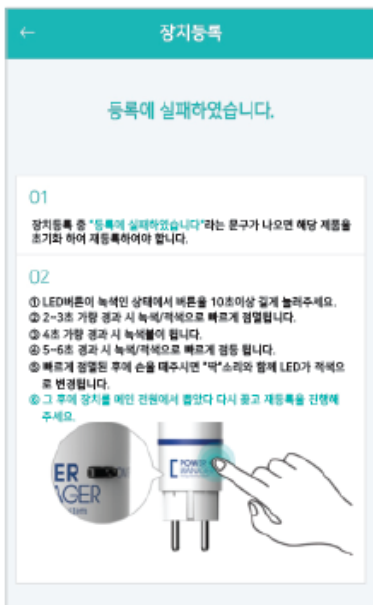 ←
장치등록
등록에 실패하였습니다.
01
장치등록 중 "등록에 실패하였습니다"라는 문구가 나오면 해당 제품을
초기화 하여 재등록하여야 합니다.
02
① LED버튼이 녹색인 상태에서 버튼을 10초이상 길게 눌러주세요.
② 2~3초 가량 경과 시 녹색/적색으로 빠르게 점멸됩니다.
③ 4초 가량 경과 시 녹색불이 됩니다.
④ 5~6초 경과 시 녹색/적색으로 빠르게 점등 됩니다.
⑤ 빠르게 점멸된 후에 손을 떼주시면 "딱"소리와 함께 LED가 적색으
로 변경됩니다.
⑥ 그 후에 장치를 메인 전원에서 뽑았다 다시 꽂고 재등록을 진행해
주세요.
ER
AGER
stem
POWER
MANAGER